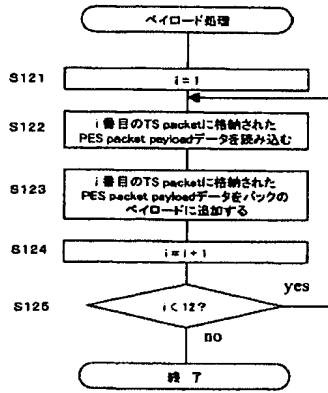 ペイロード処理
S121
i = 1
S122
i 番目のTS packetに格納された
PES packet payloadデータを読み込む
S123
i 番目のTS packetに格納された
PES packet payloadデータをパックの
ペイロードに追加する
S124
i = i + 1
S125
i < 12?
yes
no
終 了